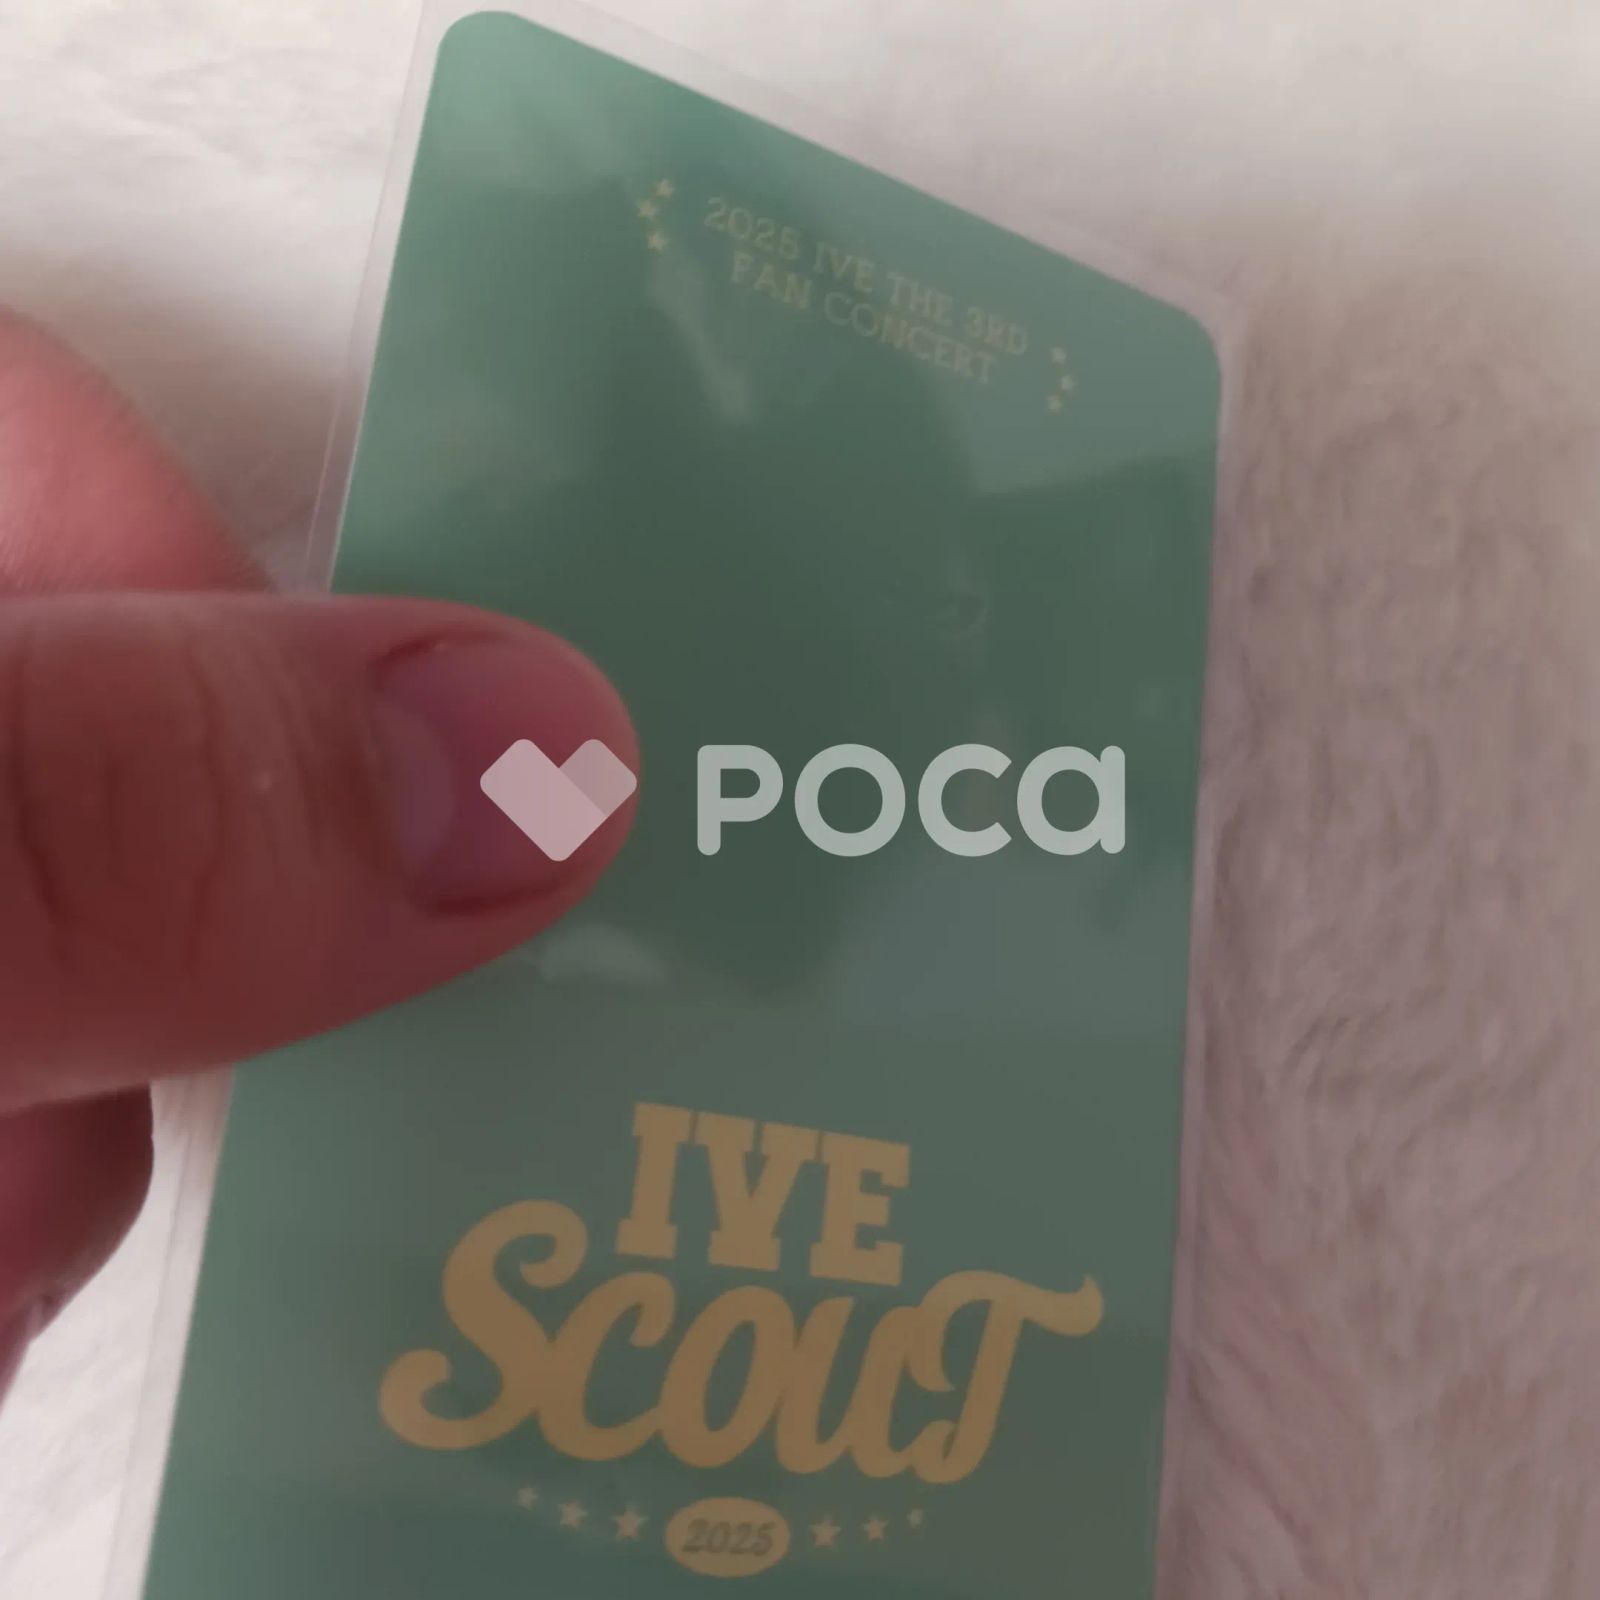 2025 IVE THE 3RD
FAN CONCERT
POCA
IVE
SCOUT
2025